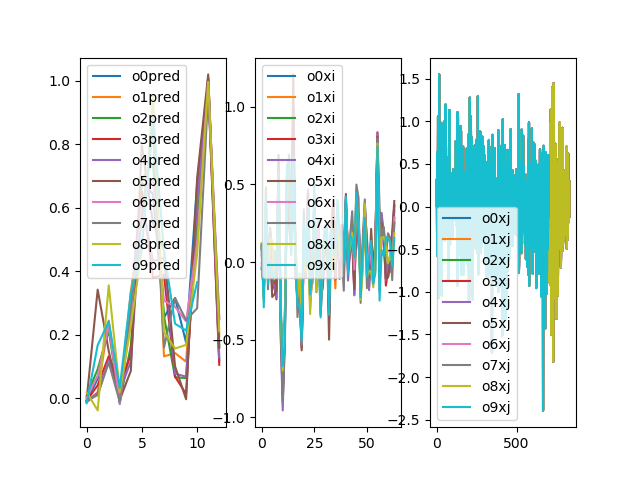 1.0
0.8
0.6
0.4
0.2
0.0
0
5
10
o0pred
o1pred
o2pred
o3pred
o4pred
o5pred
o6pred
o7pred
o8pred
o9pred
1.0
0.5
0.0
−0.5
−1.0
0
25
50
o0xi
o1xi
o2xi
o3xi
o4xi
o5xi
o6xi
o7xi
o8xi
o9xi
1.5
1.0
0.5
0.0
−0.5
−1.0
−1.5
−2.0
−2.5
0
500
o0xj
o1xj
o2xj
o3xj
o4xj
o5xj
o6xj
o7xj
o8xj
o9xj